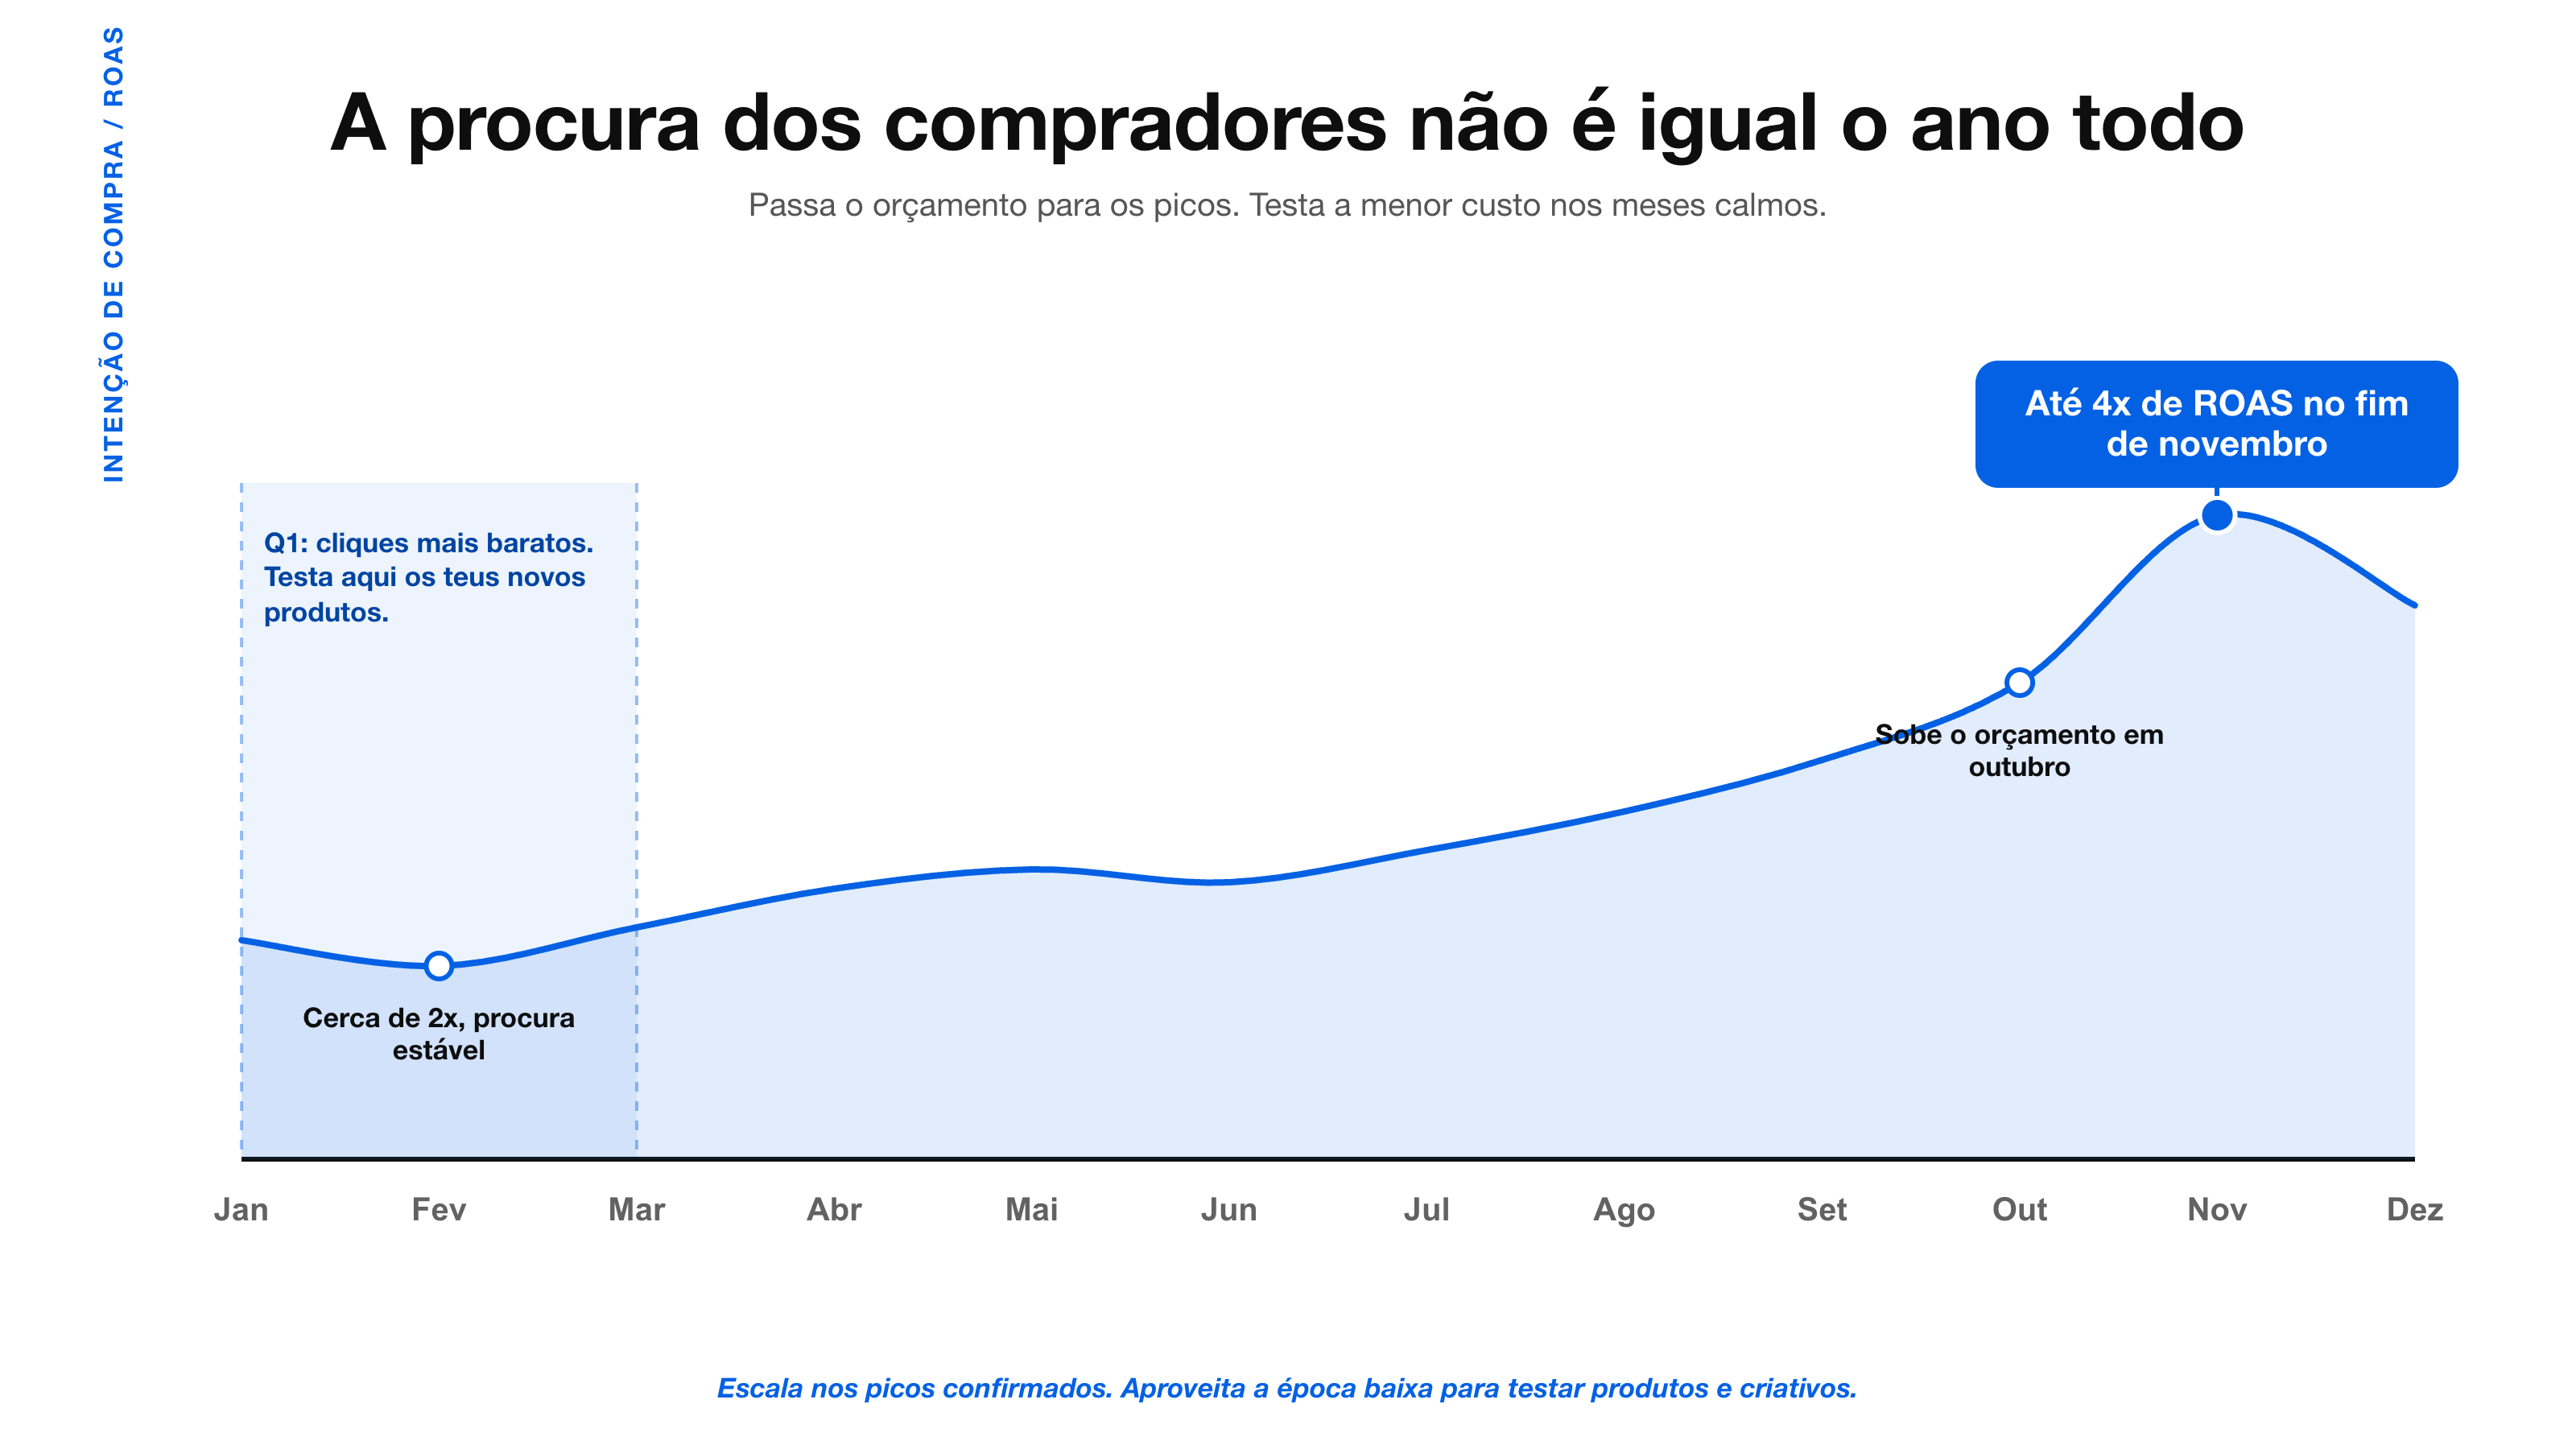 INTENÇÃO DE COMPRA / ROAS
A procura dos compradores não é igual o ano todo
Passa o orçamento para os picos. Testa a menor custo nos meses calmos.
Até 4x de ROAS no fim
de novembro
Q1: cliques mais baratos.
Testa aqui os teus novos
produtos.
Sobe o orçamento em
outubro
Cerca de 2x, procura
estável
Jan Fev Mar Abr Mai Jun Jul Ago Set Out Nov Dez
Escala nos picos confirmados. Aproveita a época baixa para testar produtos e criativos.